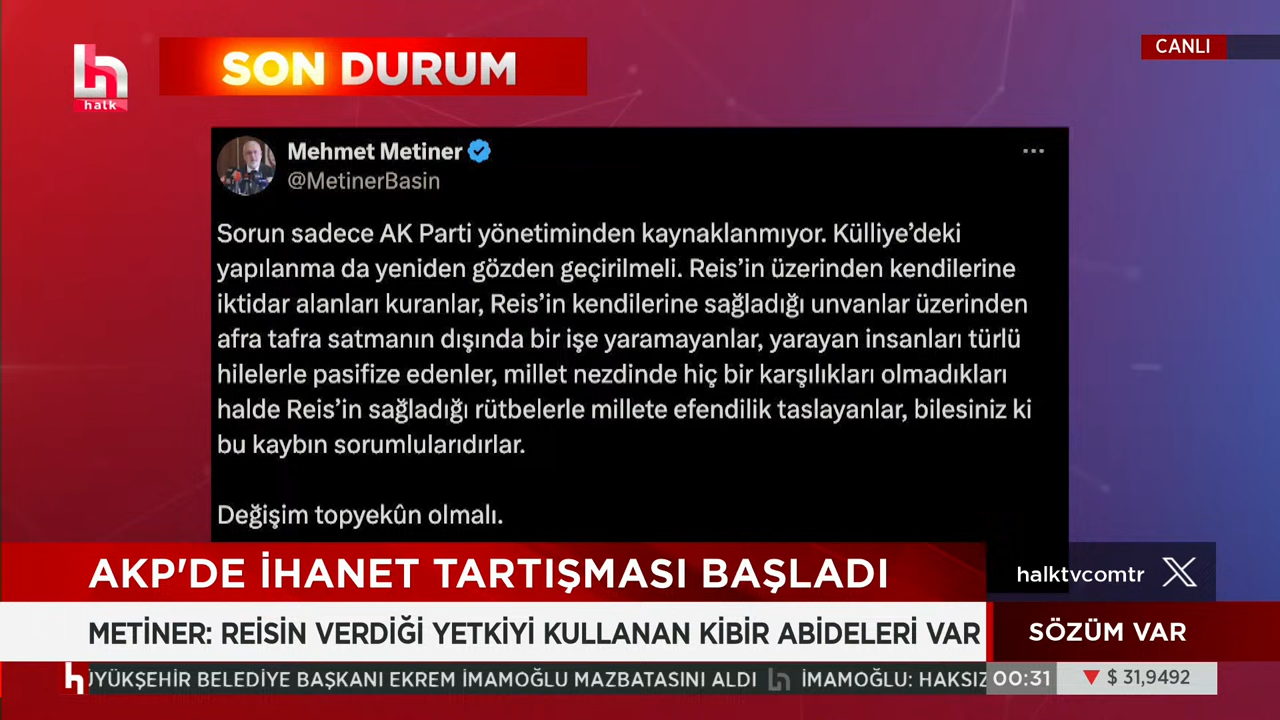 halk
SON DURUM
CANLI
Mehmet Metiner
@MetinerBasin
Sorun sadece AK Parti yönetiminden kaynaklanmıyor. Külliye’deki
yapılanma da yeniden gözden geçirilmeli. Reis’in üzerinden kendilerine
iktidar alanları kuranlar, Reis’in kendilerine sağladığı unvanlar üzerinden
afra tafra satmanın dışında bir işe yaramayanlar, yarayan insanları türlü
hilelerle pasifize edenler, millet nezdinde hiç bir karşılıkları olmadıkları
halde Reis’in sağladığı rütbelerle millete efendilik taslayanlar, bilesiniz ki
bu kaybın sorumlularıdırlar.
Değişim topyekûn olmalı.
AKP'DE İHANET TARTIŞMASI BAŞLADI
halktvcomtr X
METİNER: REİSİN VERDİĞİ YETKİYİ KULLANAN KİBİR ABİDELERİ VAR
SÖZÜM VAR
ÜYÜKŞEHİR BELEDİYE BAŞKANI EKREM İMAMOĞLU MAZBATASINI ALDI İMAMOĞLU: HAKSIZ
00:31
▼ $ 31,9492